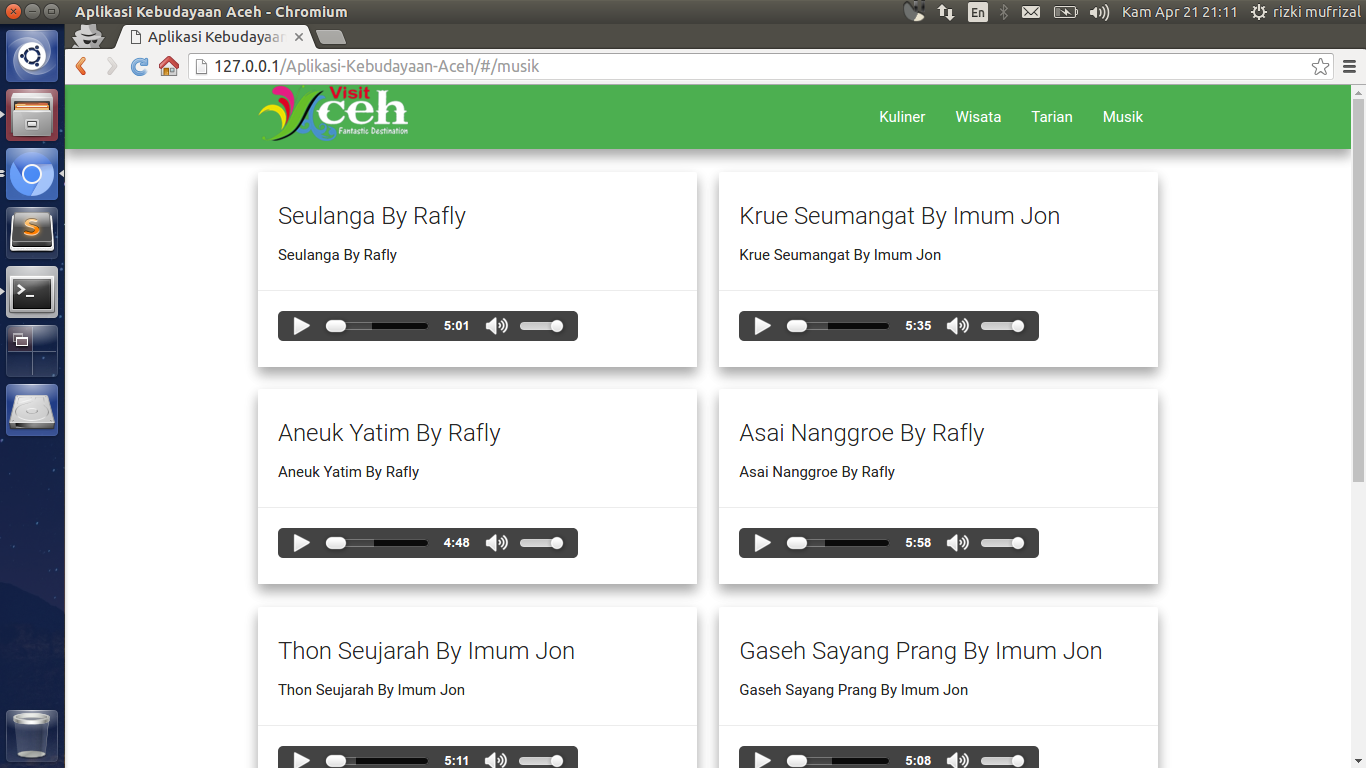 Aplikasi Kebudayaan Aceh - Chromium
En
Kam Apr 21 21:11
rizki mufrizal
Aplikasi Kebudayaan
127.0.0.1/Aplikasi-Kebudayaan-Aceh/#/musik
Visit
Aceh
Fantastic Destination
Kuliner Wisata Tarian Musik
Seulanga By Rafly
Seulanga By Rafly
5:01
Krue Seumangat By Imum Jon
Krue Seumangat By Imum Jon
5:35
Aneuk Yatim By Rafly
Aneuk Yatim By Rafly
4:48
Asai Nanggroe By Rafly
Asai Nanggroe By Rafly
5:58
Thon Seujarah By Imum Jon
Thon Seujarah By Imum Jon
5:11
Gaseh Sayang Prang By Imum Jon
Gaseh Sayang Prang By Imum Jon
5:08